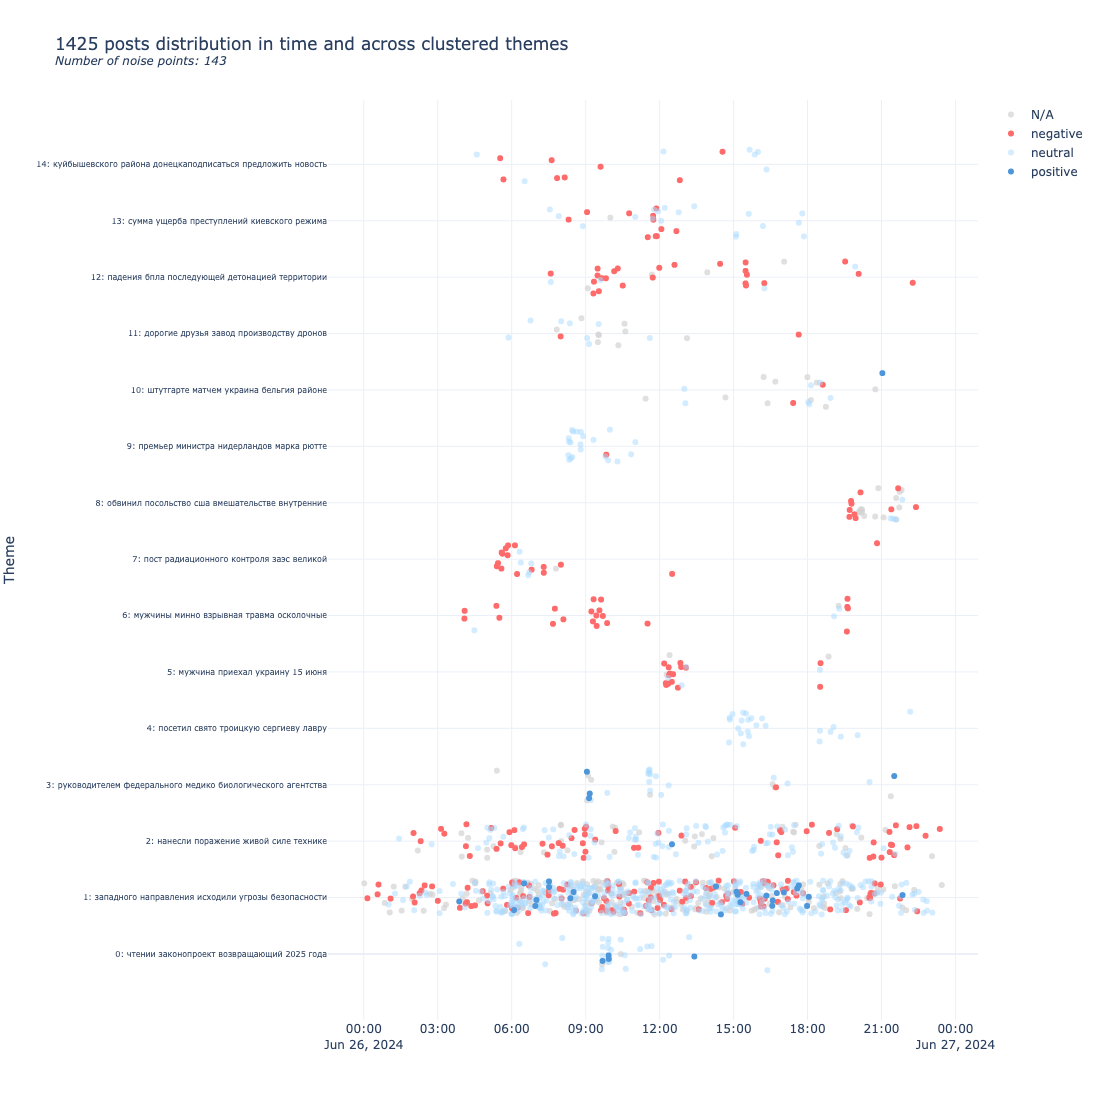 1425 posts distribution in time and across clustered themes
Number of noise points: 143
N/A
negative
neutral
positive
Theme
14: куйбышевского района донецкаподписаться предложить новость
13: сумма ущерба преступлений киевского режима
12: падения бпла последующей детонацией территории
11: дорогие друзья завод производству дронов
10: штутгарте матчем украина бельгия районе
9: премьер министра нидерландов марка рютте
8: обвинил посольство сша вмешательстве внутренние
7: пост радиационного контроля заэс великой
6: мужчины минно взрывная травма осколочные
5: мужчина приехал украину 15 июня
4: посетил свято троицкую сергиеву лавру
3: руководителем федерального медико биологического агентства
2: нанесли поражение живой силе технике
1: западного направления исходили угрозы безопасности
0: чтении законопроект возвращающий 2025 года
00:00 03:00 06:00 09:00 12:00 15:00 18:00 21:00 00:00
Jun 26, 2024 Jun 27, 2024